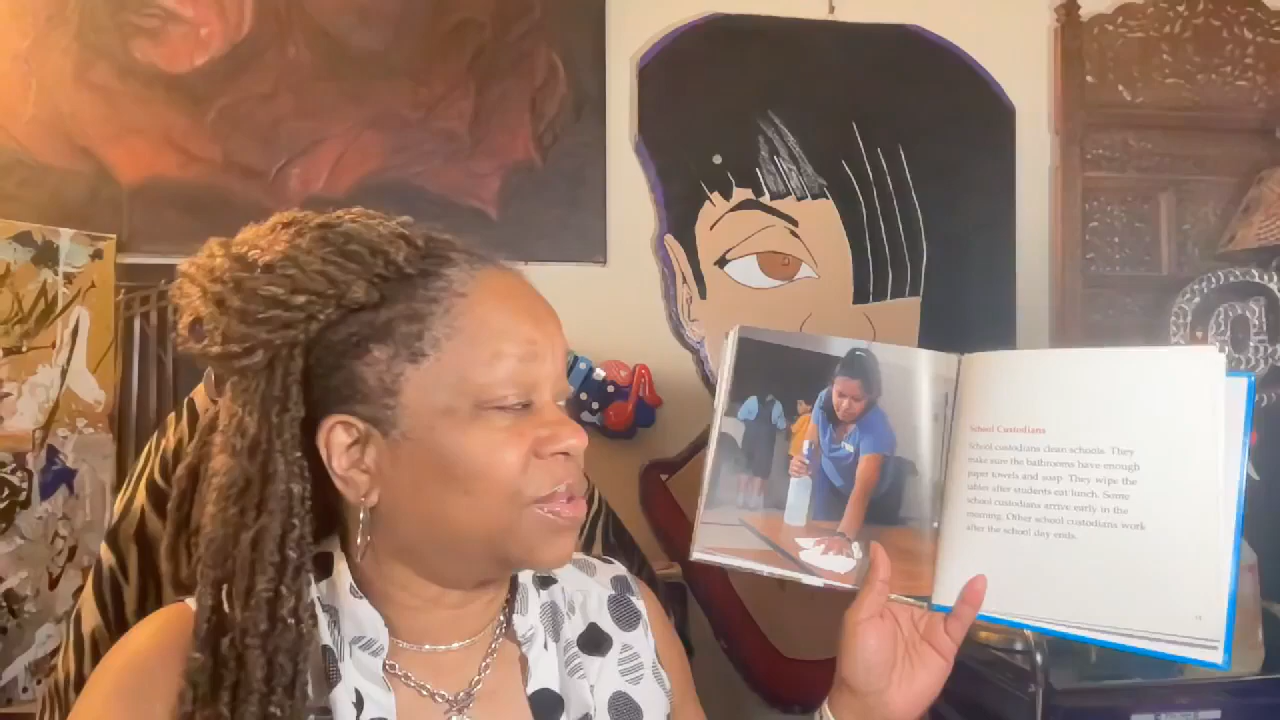 School Custodians
School custodians clean schools. They
make sure the bathrooms have enough
paper towels and soap. They wipe the
tables after students eat lunch. Some
school custodians arrive early in the
morning. Other school custodians work
after the school day ends.